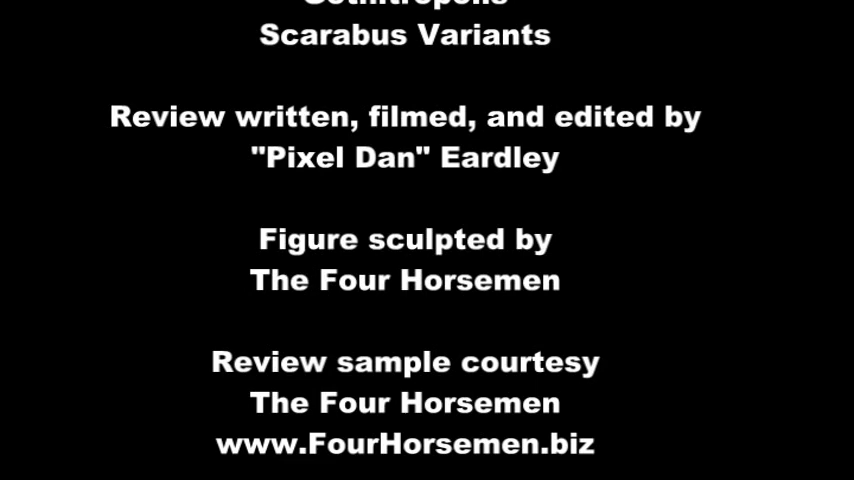 Scarabus Variants
Review written, filmed, and edited by
"Pixel Dan" Eardley
Figure sculpted by
The Four Horsemen
Review sample courtesy
The Four Horsemen
www.FourHorsemen.biz